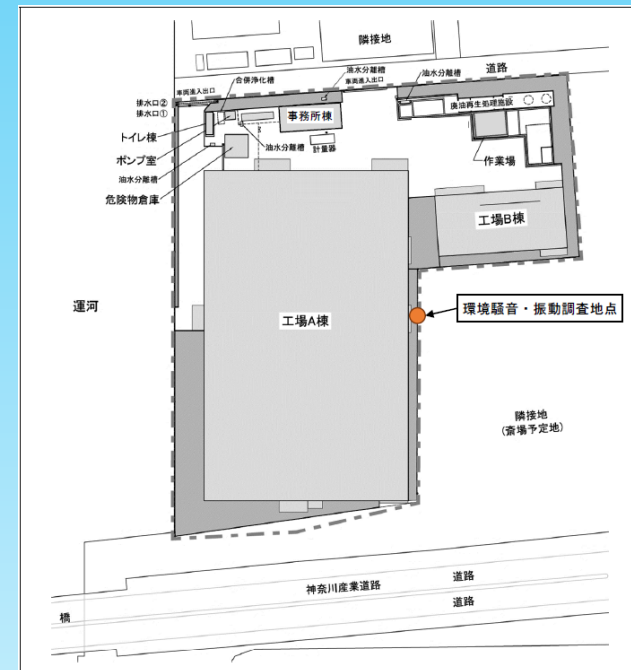 隣接地
道路
油水分離槽
車両進入出口
合併浄化槽
車両進入出口
油水分離槽
排水口②
排水口①
廃油再生処理施設
事務所棟
トイレ棟
油水分離槽
計量器
ポンプ室
作業場
油水分離槽
危険物倉庫
工場B棟
運河
工場A棟
環境騒音・振動調査地点
隣接地
(斎場予定地)
神奈川産業道路
道路
道路
橋